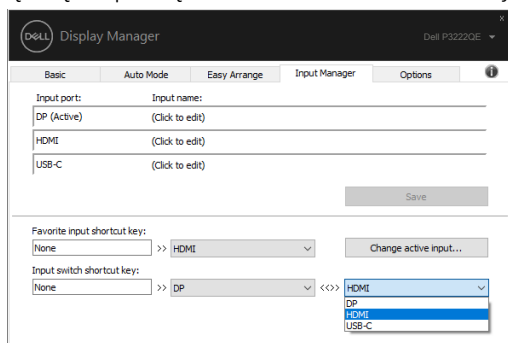 DELL Display Manager
Dell P3222QE
Basic Auto Mode Easy Arrange Input Manager Options
Input port: Input name:
DP (Active) (Click to edit)
HDMI (Click to edit)
USB-C (Click to edit)
Save
Favorite input shortcut key:
None >> HDMI Change active input...
Input switch shortcut key:
None >> DP <<>> HDMI
DP
HDMI
USB-C